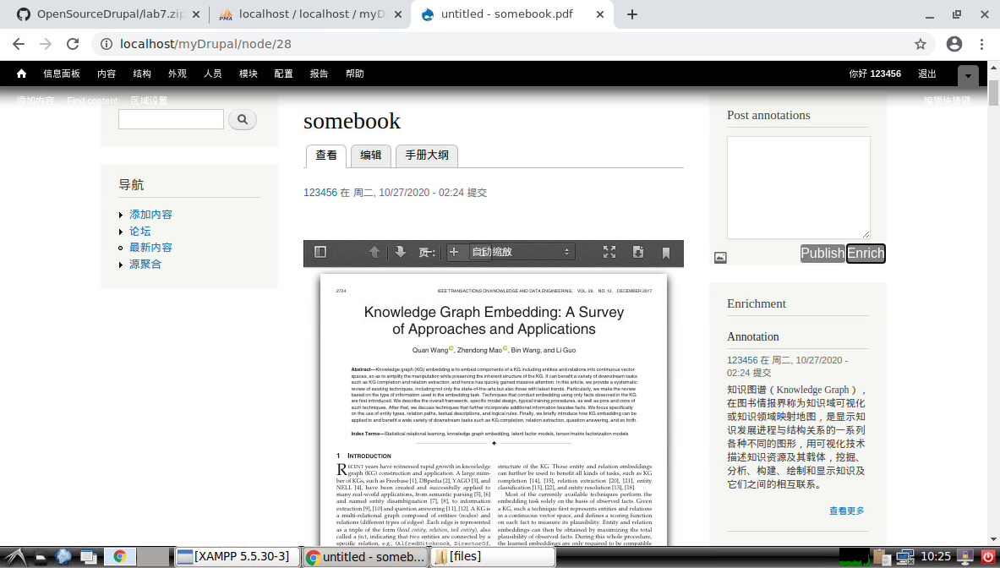 OpenSourceDrupal/lab7.zip
localhost / localhost / myD
untitled - somebook.pdf
localhost/myDrupal/node/28
信息面板 内容 结构 外观 人员 模块 配置 报告 帮助 你好 123456 退出
添加内容 Find content 区域设置 编辑快捷键
导航
添加内容
论坛
最新内容
源聚合
somebook
查看 编辑 手册大纲
123456 在 周二, 10/27/2020 - 02:24 提交
页: 自动缩放
2724 IEEE TRANSACTIONS ON KNOWLEDGE AND DATA ENGINEERING, VOL. 29, NO. 12, DECEMBER 2017
Knowledge Graph Embedding: A Survey
of Approaches and Applications
Quan Wang, Zhendong Mao, Bin Wang, and Li Guo
Abstract—Knowledge graph (KG) embedding is to embed components of a KG including entities and relations into continuous vector
spaces, so as to simplify the manipulation while preserving the inherent structure of the KG. It can benefit a variety of downstream tasks
such as KG completion and relation extraction, and hence has quickly gained massive attention. In this article, we provide a systematic
review of existing techniques, including not only the state-of-the-arts but also those with latest trends. Particularly, we make the review
based on the type of information used in the embedding task. Techniques that conduct embedding using only facts observed in the KG
are first introduced. We describe the overall framework, specific model design, typical training procedures, as well as pros and cons of
such techniques. After that, we discuss techniques that further incorporate additional information besides facts. We focus specifically
on the use of entity types, relation paths, textual descriptions, and logical rules. Finally, we briefly introduce how KG embedding can be
applied to and benefit a wide variety of downstream tasks such as KG completion, relation extraction, question answering, and so forth.
Index Terms—Statistical relational learning, knowledge graph embedding, latent factor models, tensor/matrix factorization models
1 INTRODUCTION
RECENT years have witnessed rapid growth in knowledge
graph (KG) construction and application. A large num-
ber of KGs, such as Freebase [1], DBpedia [2], YAGO [3], and
NELL [4], have been created and successfully applied to
many real-world applications, from semantic parsing [5], [6]
and named entity disambiguation [7], [8], to information
extraction [9], [10] and question answering [11], [12]. A KG is
a multi-relational graph composed of entities (nodes) and
relations (different types of edges). Each edge is represented
as a triple of the form (head entity, relation, tail entity), also
called a fact, indicating that two entities are connected by a
specific relation, e.g., (AlfredHitchcock, DirectorOf,
structure of the KG. Those entity and relation embeddings
can further be used to benefit all kinds of tasks, such as KG
completion [14], [15], relation extraction [20], [21], entity
classification [13], [22], and entity resolution [13], [18].
Most of the currently available techniques perform the
embedding task solely on the basis of observed facts. Given
a KG, such a technique first represents entities and relations
in a continuous vector space, and defines a scoring function
on each fact to measure its plausibility. Entity and relation
embeddings can then be obtained by maximizing the total
plausibility of observed facts. During this whole procedure,
the learned embeddings are only required to be compatible
Post annotations
Publish Enrich
Enrichment
Annotation
123456 在 周二, 10/27/2020 -
02:24 提交
知识图谱（Knowledge Graph），
在图书情报界称为知识域可视化
或知识领域映射地图，是显示知
识发展进程与结构关系的一系列
各种不同的图形，用可视化技术
描述知识资源及其载体，挖掘、
分析、构建、绘制和显示知识及
它们之间的相互联系。
查看更多
[XAMPP 5.5.30-3] untitled - someb... [files] 10:25